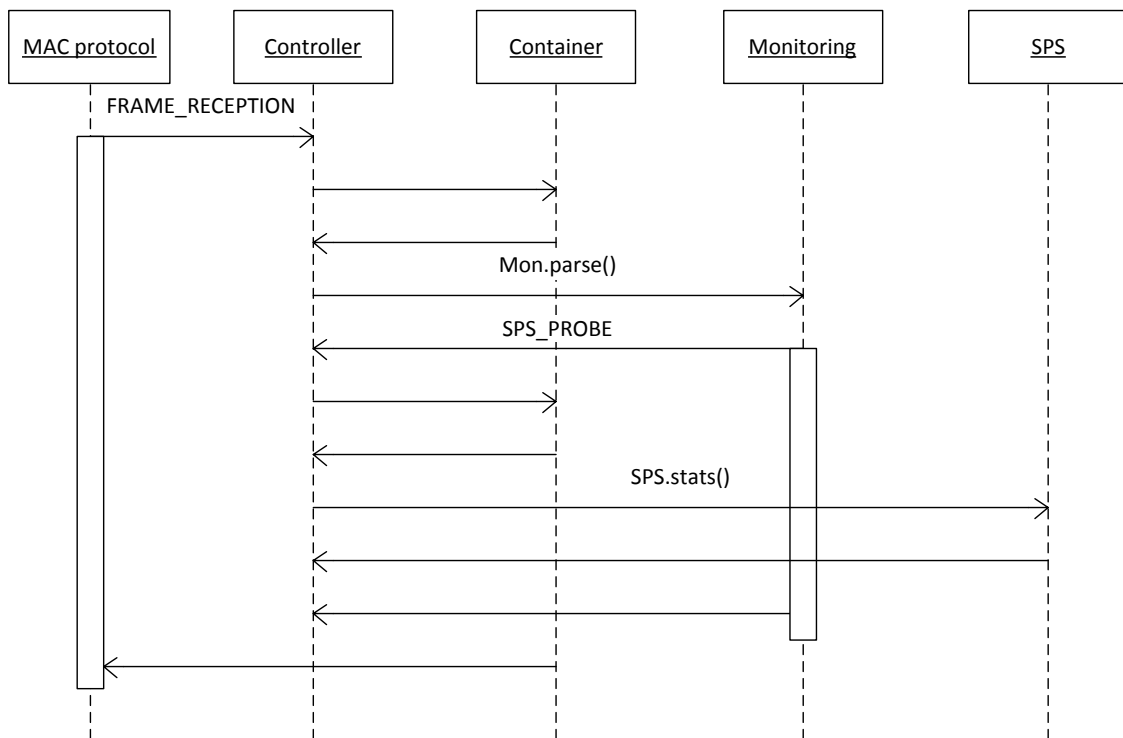 MAC protocol
Controller
Container
Monitoring
SPS
FRAME_RECEPTION
Mon.parse()
SPS_PROBE
SPS.stats()